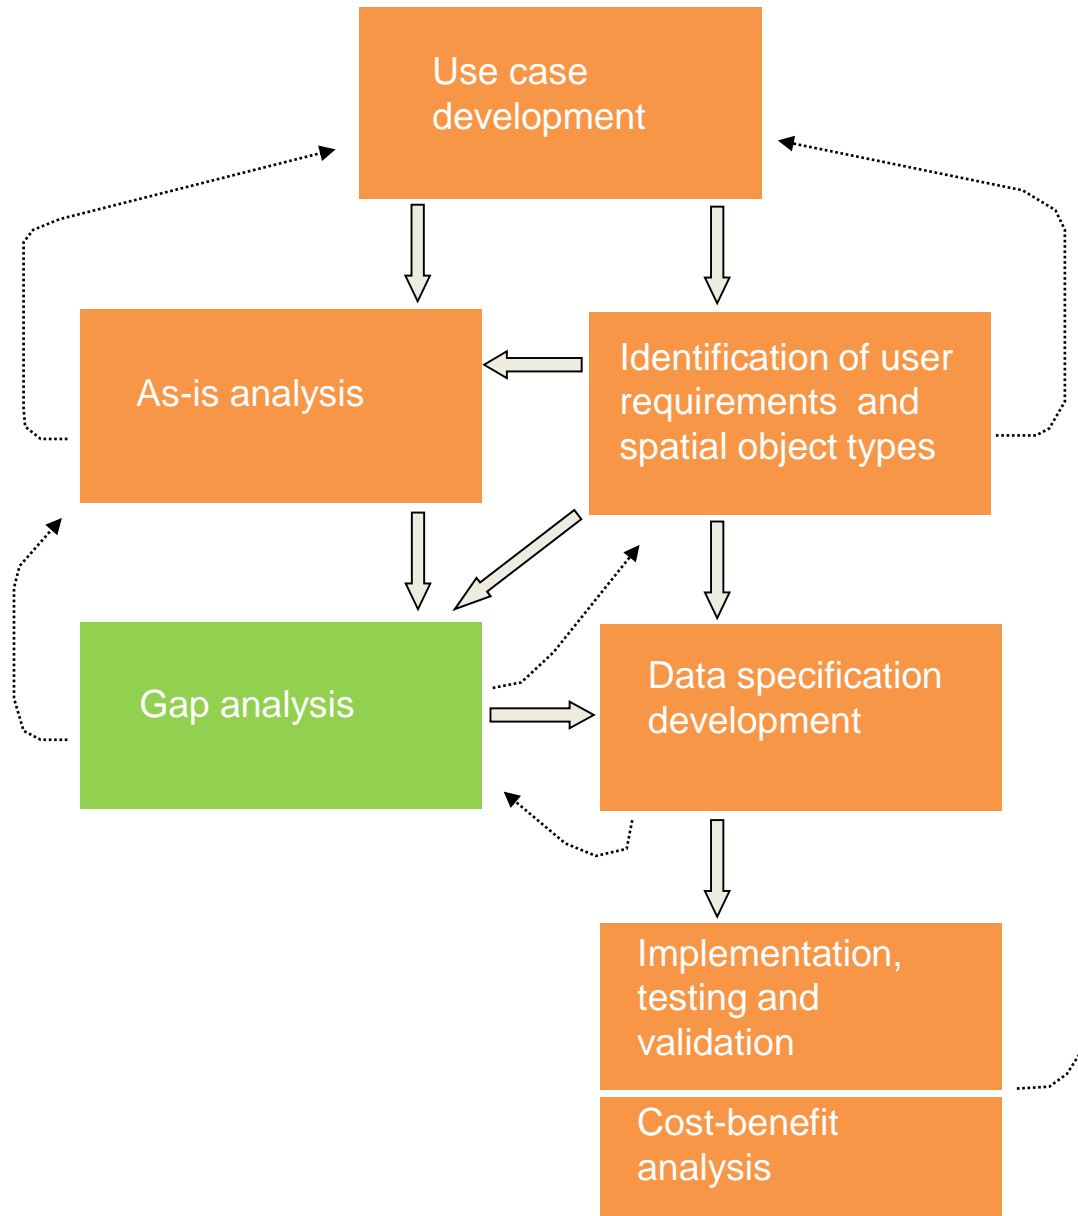 Use case
development
As-is analysis
Identification of user
requirements  and
spatial object types
Gap analysis
Data specification
development
Implementation,
testing and
validation
Cost-benefit
analysis